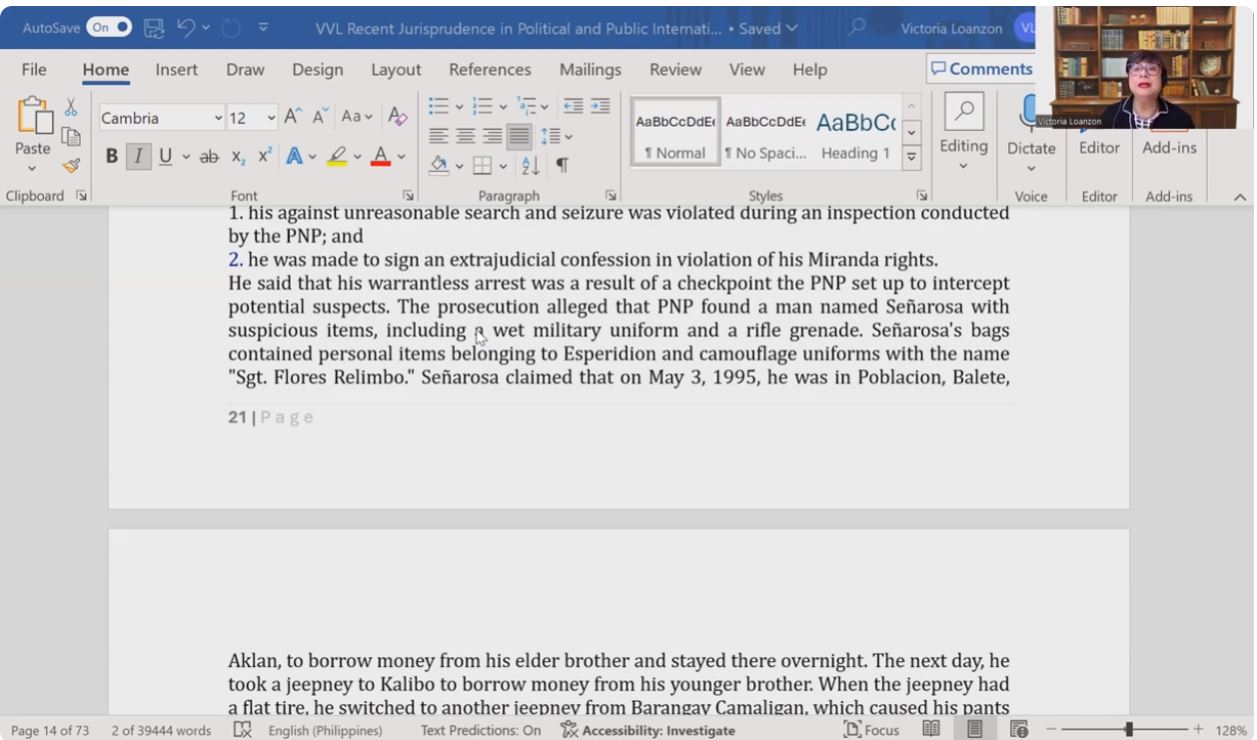 AutoSave On VVL Recent Jurisprudence in Political and Public Internati... • Saved Victoria Loanzon VL
File Home Insert Draw Design Layout References Mailings Review View Help Comments
Victoria Loanzon
Cambria 12 A^ A˅ Aa A
Paste
B I U ab x₂ x² A A
AaBbCcDdEe AaBbCcDdEe AaBbCc
¶ Normal ¶ No Spaci... Heading 1
Editing Dictate Editor Add-ins
Clipboard Font Paragraph Styles Voice Editor Add-ins
1. his against unreasonable search and seizure was violated during an inspection conducted
by the PNP; and
2. he was made to sign an extrajudicial confession in violation of his Miranda rights.
He said that his warrantless arrest was a result of a checkpoint the PNP set up to intercept
potential suspects. The prosecution alleged that PNP found a man named Señarosa with
suspicious items, including a wet military uniform and a rifle grenade. Señarosa's bags
contained personal items belonging to Esperidion and camouflage uniforms with the name
"Sgt. Flores Relimbo." Señarosa claimed that on May 3, 1995, he was in Poblacion, Balete,
21 | P a g e
Aklan, to borrow money from his elder brother and stayed there overnight. The next day, he
took a jeepney to Kalibo to borrow money from his younger brother. When the jeepney had
a flat tire, he switched to another jeepney from Barangay Camaligan, which caused his pants
Page 14 of 73 2 of 39444 words English (Philippines) Text Predictions: On Accessibility: Investigate Focus 128%